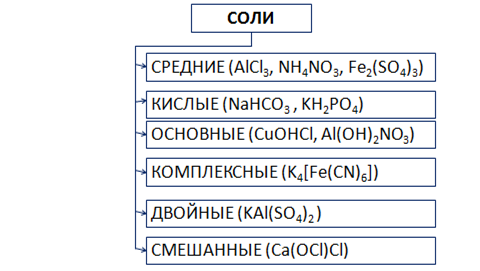 СОЛИ
СРЕДНИЕ (AlCl₃, NH₄NO₃, Fe₂(SO₄)₃)
КИСЛЫЕ (NaHCO₃ , KH₂PO₄)
ОСНОВНЫЕ (CuOHCl, Al(OH)₂NO₃)
КОМПЛЕКСНЫЕ (K₄[Fe(CN)₆])
ДВОЙНЫЕ (KAl(SO₄)₂ )
СМЕШАННЫЕ (Ca(OCl)Cl)